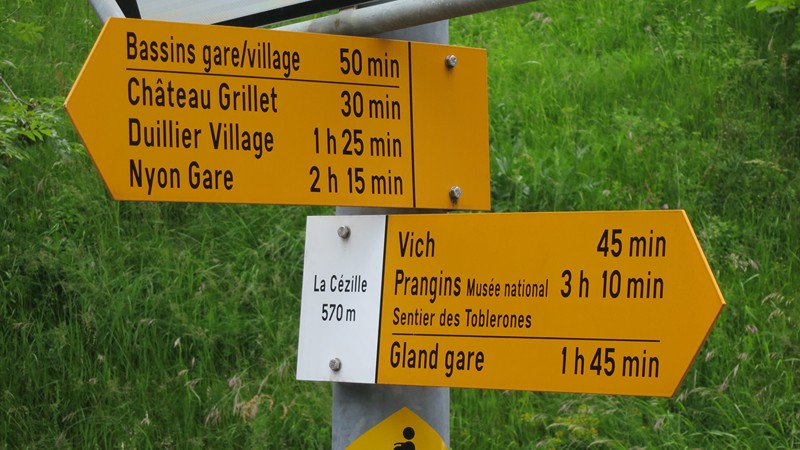 Bassins gare/village 50 min
Château Grillet 30 min
Duillier Village 1 h 25 min
Nyon Gare 2 h 15 min
La Cézille
570 m
Vich 45 min
Prangins Musée national 3 h 10 min
Sentier des Toblerones
Gland gare 1 h 45 min